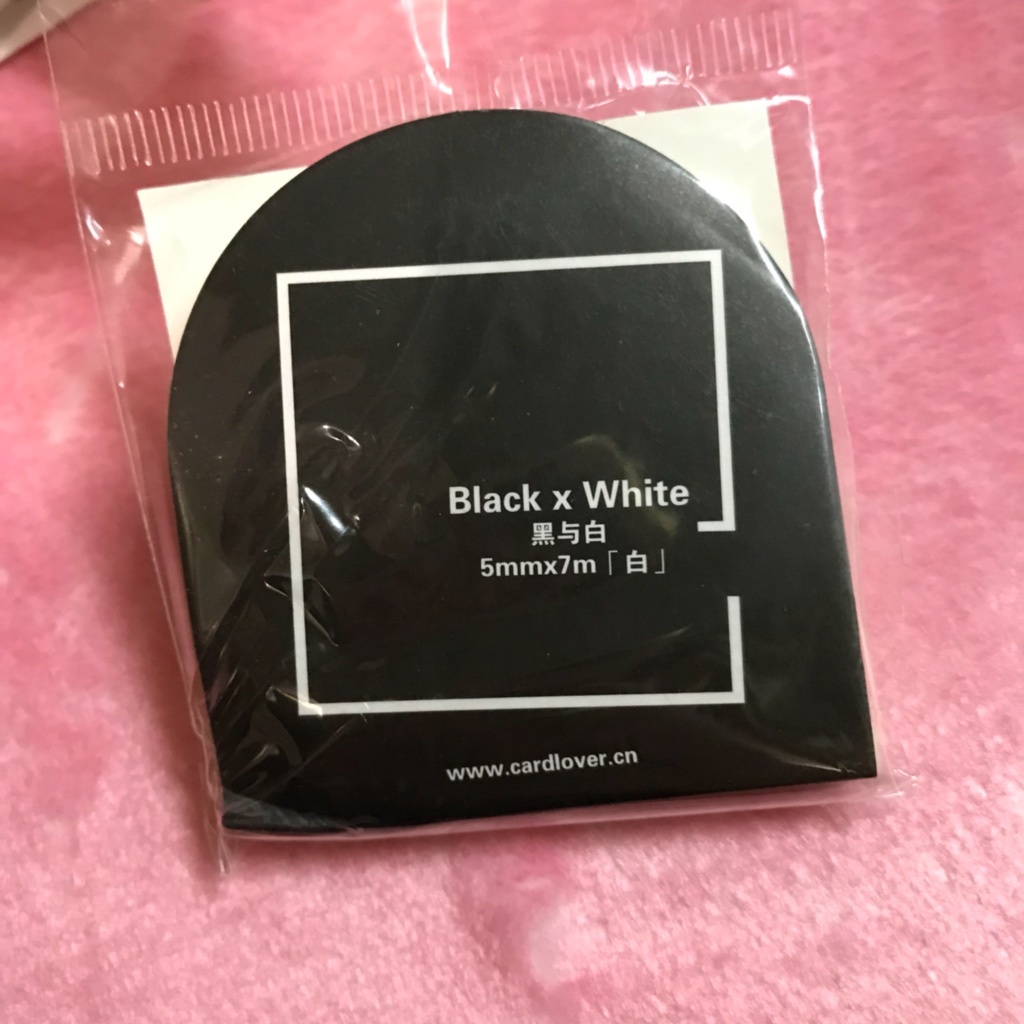 Black x White
黑与白
5mmx7m「白」
www.cardlover.cn